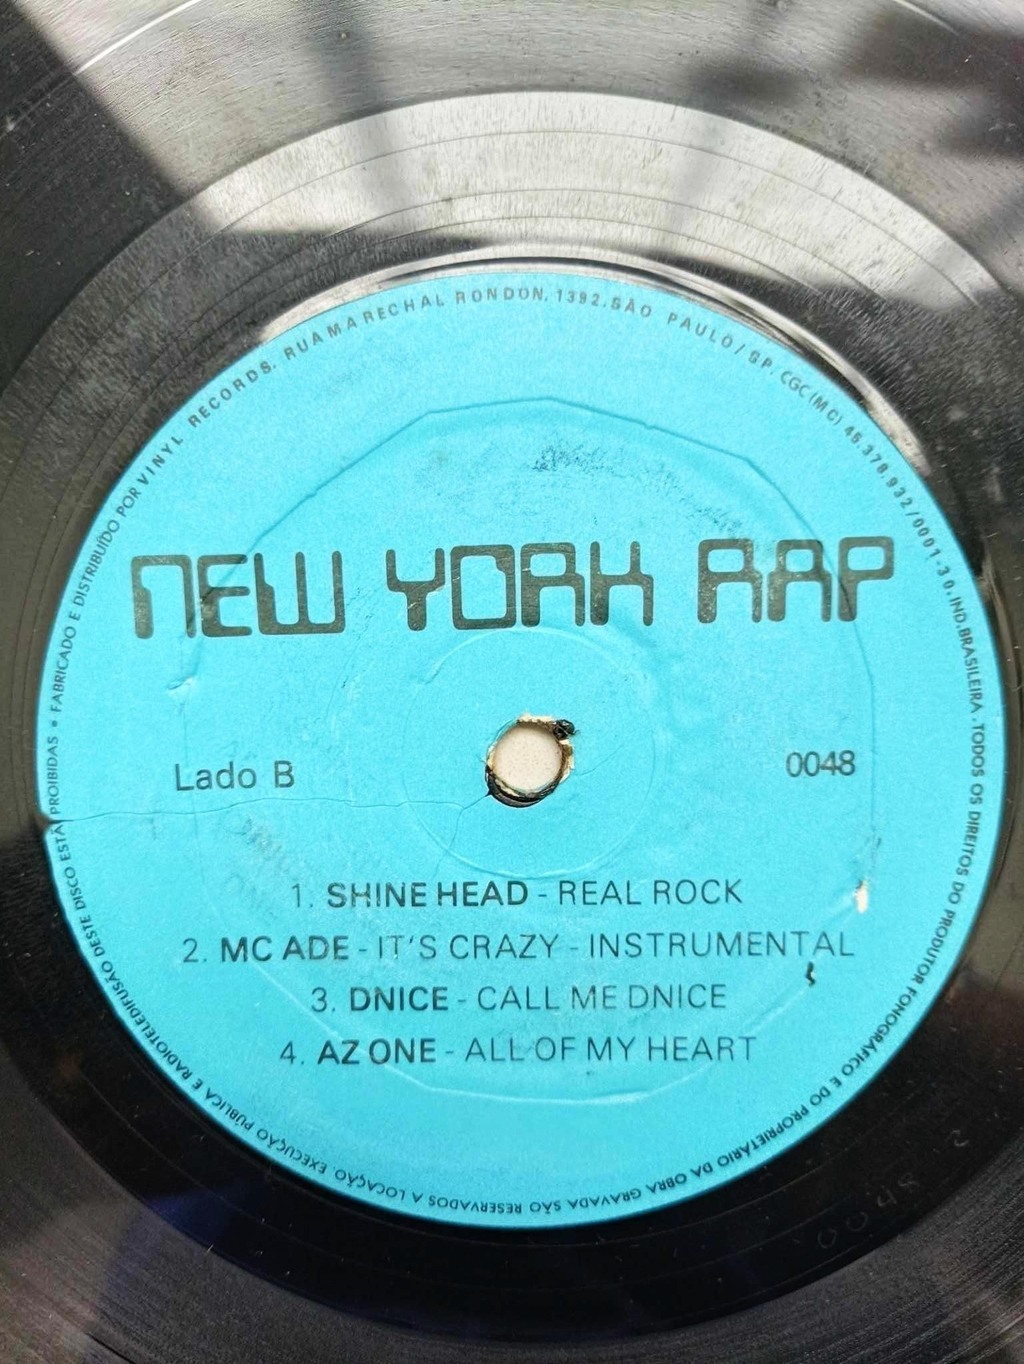 FABRICADO E DISTRIBUÍDO POR VINYL RECORDS. RUA MARECHAL RONDON, 1392.SÃO PAULO/SP. CGC(MC) 45.378.932/0001-30.IND.BRASILEIRA.TODOS OS DIREITOS DO PRODUTOR FONOGRÁFICO E DO PROPRIETÁRIO DA OBRA GRAVADA SÃO RESERVADOS A LOCAÇÃO, EXECUÇÃO PÚBLICA E RADIOTELEDIFUSÃO DESTE DISCO ESTÁ PROIBIDAS •
NEW YORK RAP
Lado B
0048
1. SHINE HEAD - REAL ROCK
2. MC ADE - IT'S CRAZY - INSTRUMENTAL
3. DNICE - CALL ME DNICE
4. AZ ONE - ALL OF MY HEART